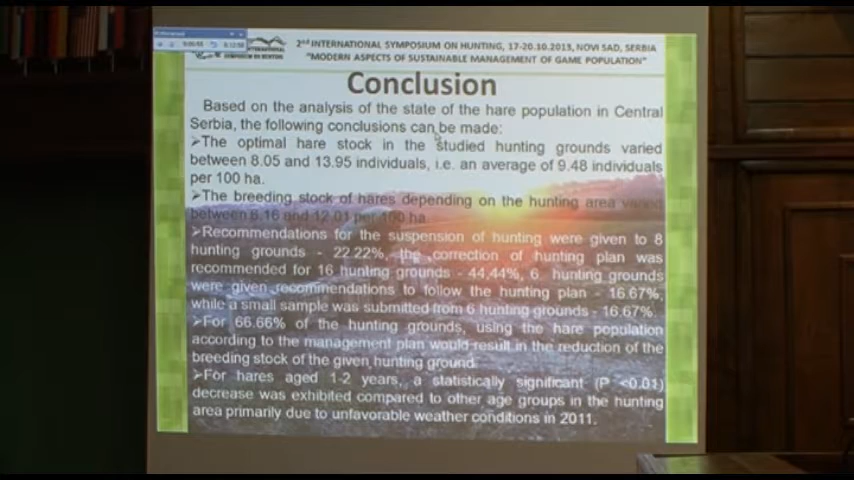 2nd INTERNATIONAL SYMPOSIUM ON HUNTING, 17-20.10.2013, NOVI SAD, SERBIA
"MODERN ASPECTS OF SUSTAINABLE MANAGEMENT OF GAME POPULATION"
Conclusion
Based on the analysis of the state of the hare population in Central
Serbia, the following conclusions can be made:
➢The optimal hare stock in the studied hunting grounds varied
between 8.05 and 13.95 individuals, i.e. an average of 9.48 individuals
per 100 ha.
➢The breeding stock of hares depending on the hunting area varied
between 8.16 and 12.01 per 100 ha.
➢Recommendations for the suspension of hunting were given to 8
hunting grounds - 22.22%, the correction of hunting plan was
recommended for 16 hunting grounds - 44,44%, 6 hunting grounds
were given recommendations to follow the hunting plan - 16.67%,
while a small sample was submitted from 6 hunting grounds - 16.67%.
➢For 66.66% of the hunting grounds, using the hare population
according to the management plan would result in the reduction of the
breeding stock of the given hunting ground.
➢For hares aged 1-2 years, a statistically significant (P <0.01)
decrease was exhibited compared to other age groups in the hunting
area primarily due to unfavorable weather conditions in 2011.